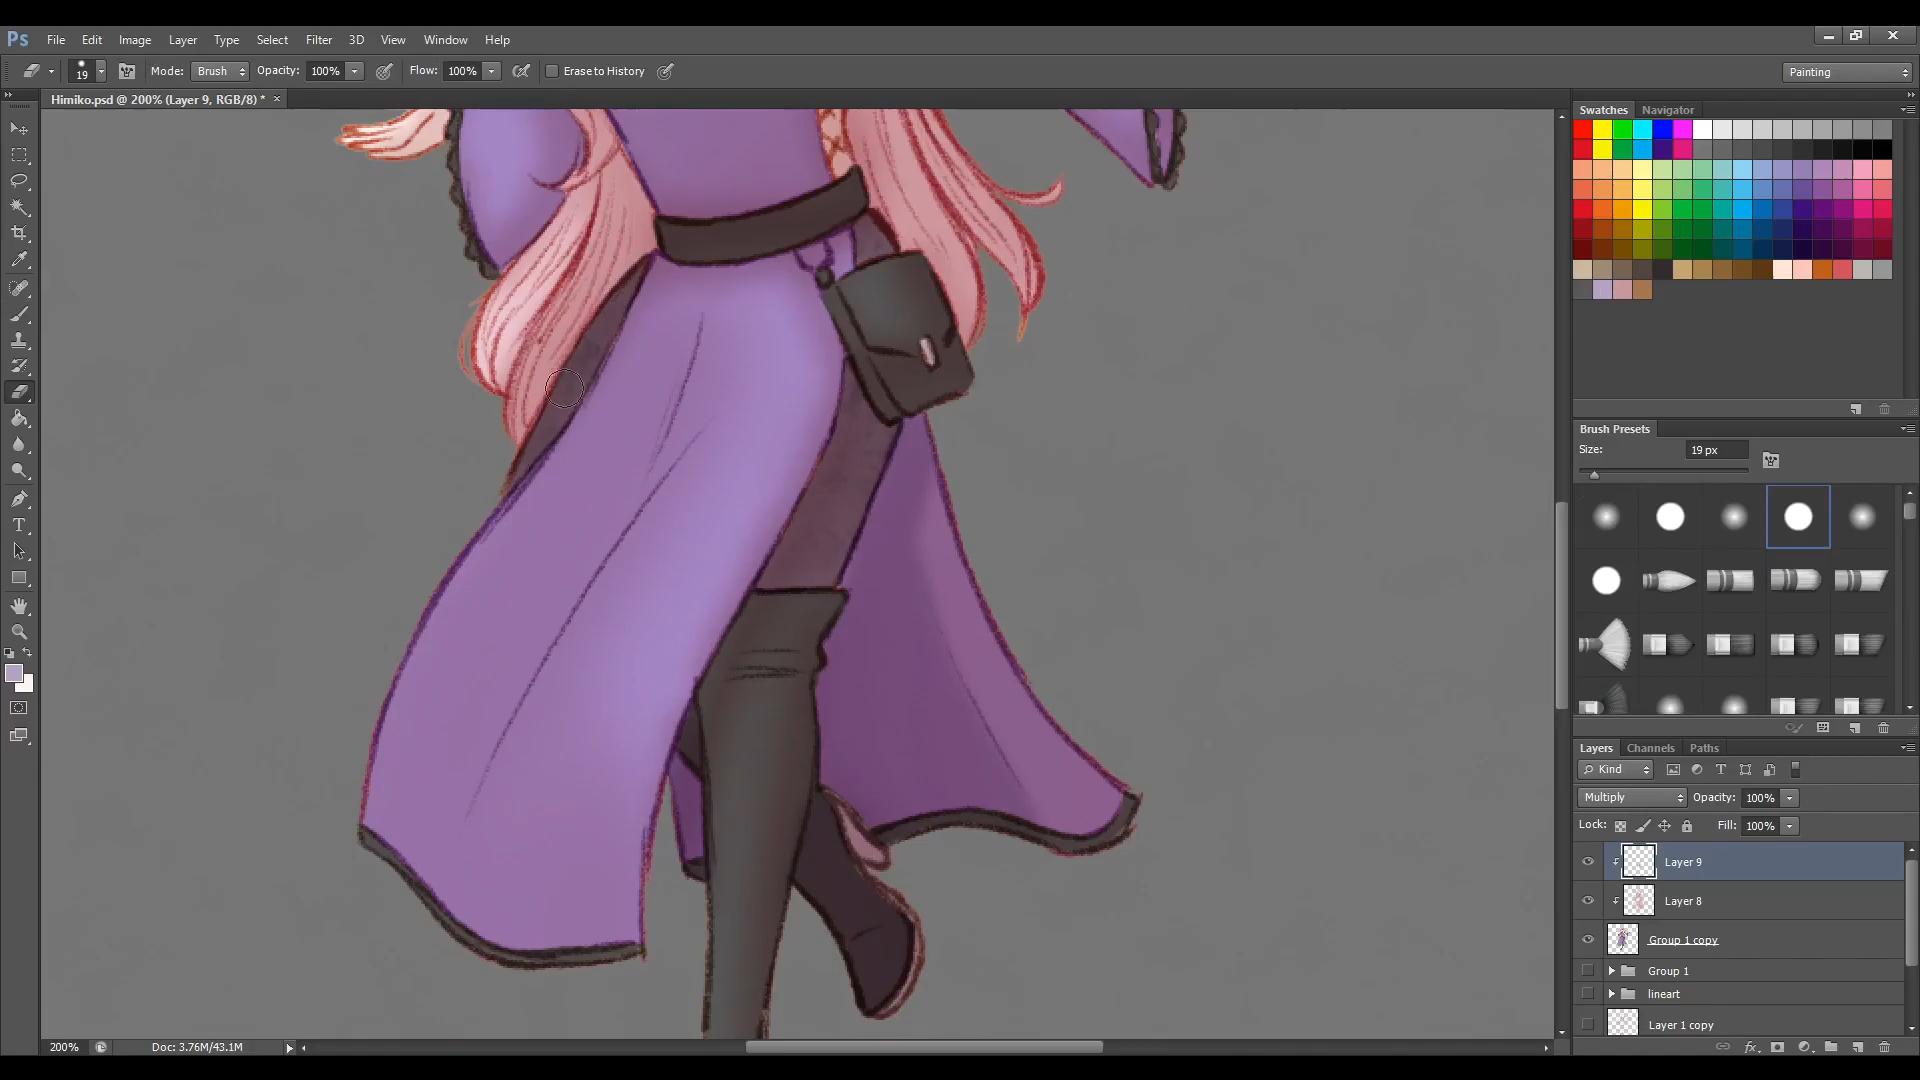 Ps File Edit Image Layer Type Select Filter 3D View Window Help
19 Mode: Brush Opacity: 100% Flow: 100% Erase to History Painting
Himiko.psd @ 200% (Layer 9, RGB/8) * ×
Swatches Navigator
Brush Presets
Size: 19 px
Layers Channels Paths
Kind
Multiply Opacity: 100%
Lock: Fill: 100%
Layer 9
Layer 8
Group 1 copy
Group 1
lineart
Layer 1 copy
200% Doc: 3.76M/43.1M